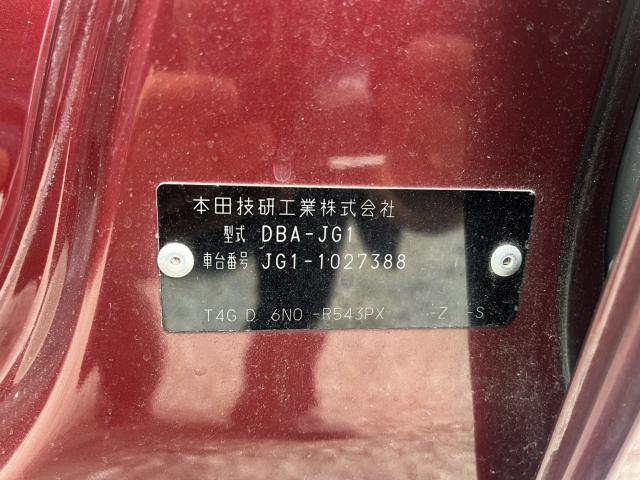 本田技研工業株式会社
型式 DBA-JG1
車台番号 JG1-1027388
T4G D 6N0 -R543PX -Z -S